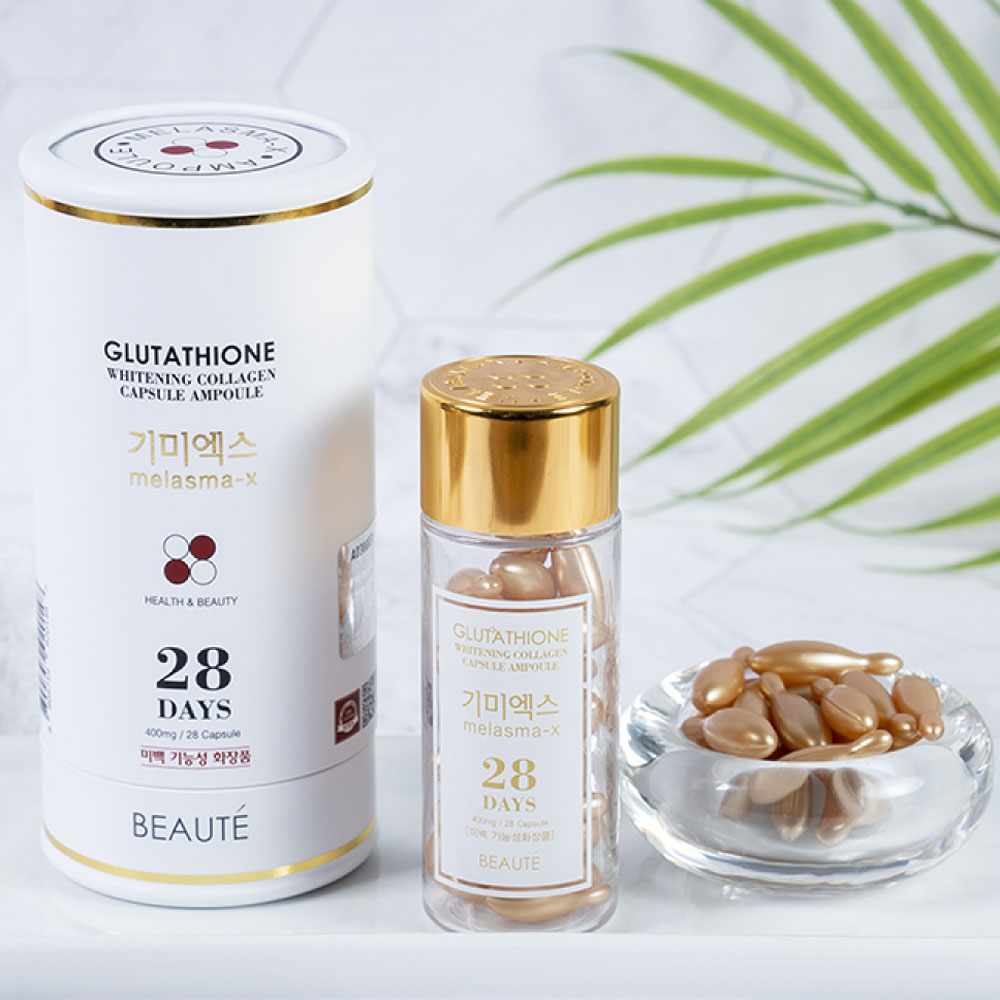 MELASMA-X
AMPOULE
GLUTATHIONE
WHITENING COLLAGEN
CAPSULE AMPOULE
기미엑스
melasma-x
HEALTH & BEAUTY
28
DAYS
400mg / 28 Capsule
미백 기능성 화장품
BEAUTÉ
GLUTATHIONE
WHITENING COLLAGEN
CAPSULE AMPOULE
기미엑스
melasma-x
28
DAYS
400mg / 28 Capsule
[미백 기능성화장품]
BEAUTÉ